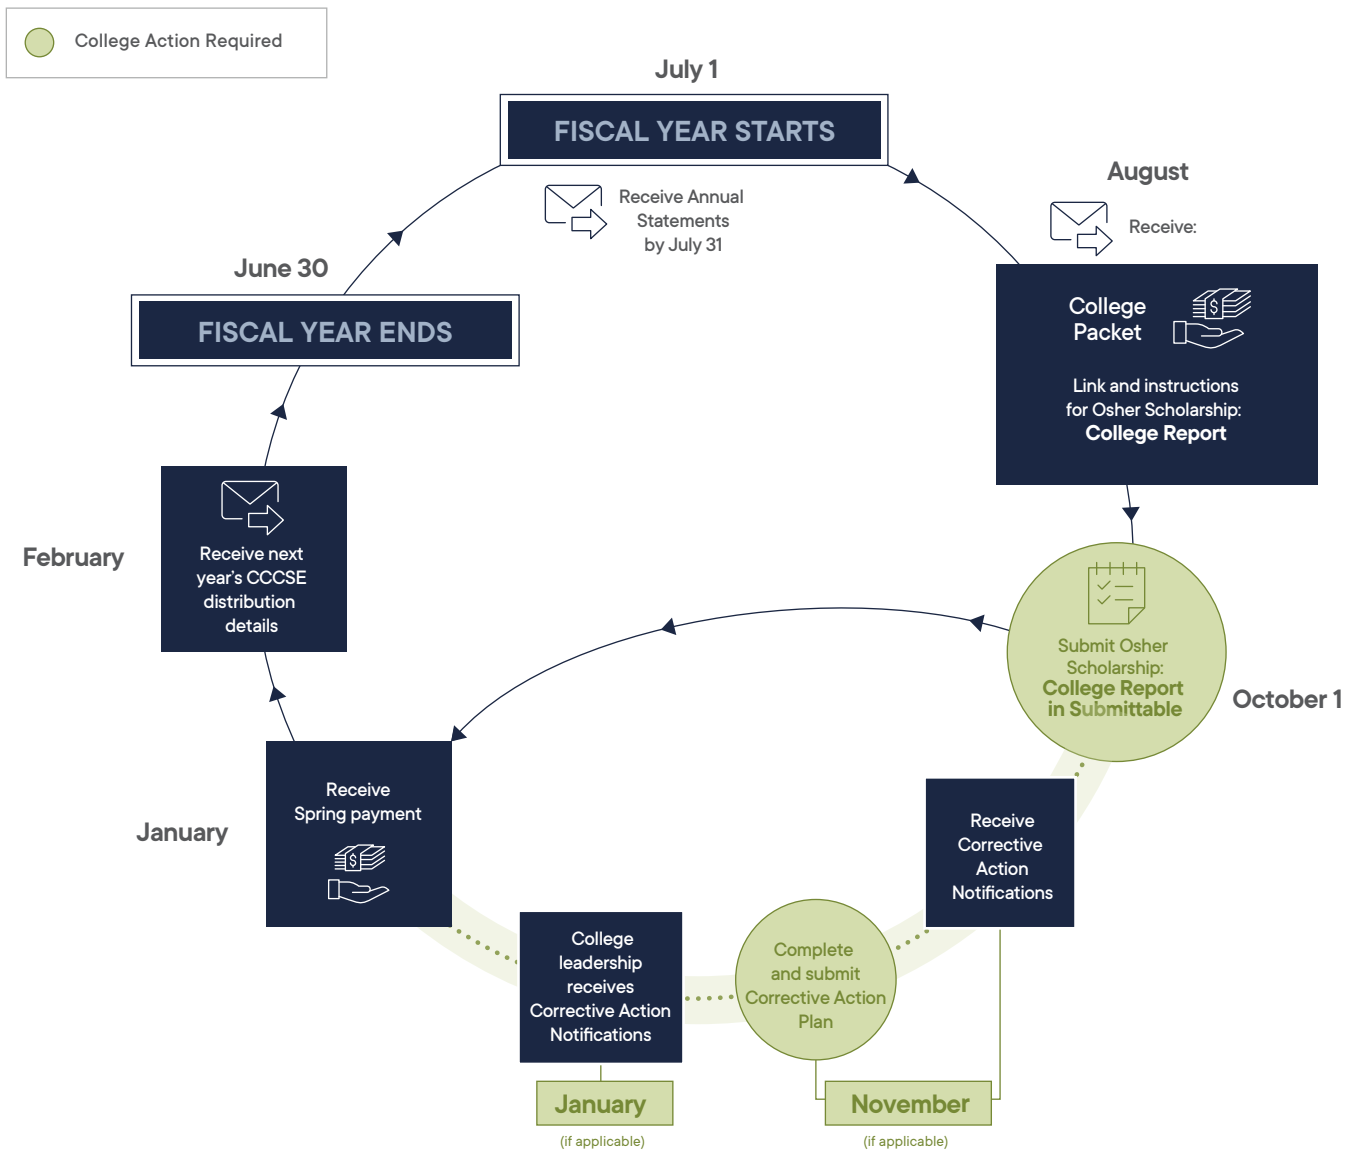 College Action Required
July 1
FISCAL YEAR STARTS
Receive Annual
Statements
by July 31
August
Receive:
College
Packet
Link and instructions
for Osher Scholarship:
College Report
Submit Osher
Scholarship:
College Report
in Submittable
October 1
Receive
Corrective
Action
Notifications
Complete
and submit
Corrective Action
Plan
November
(if applicable)
College
leadership
receives
Corrective Action
Notifications
January
(if applicable)
January
Receive
Spring payment
February
Receive next
year's CCCSE
distribution
details
June 30
FISCAL YEAR ENDS